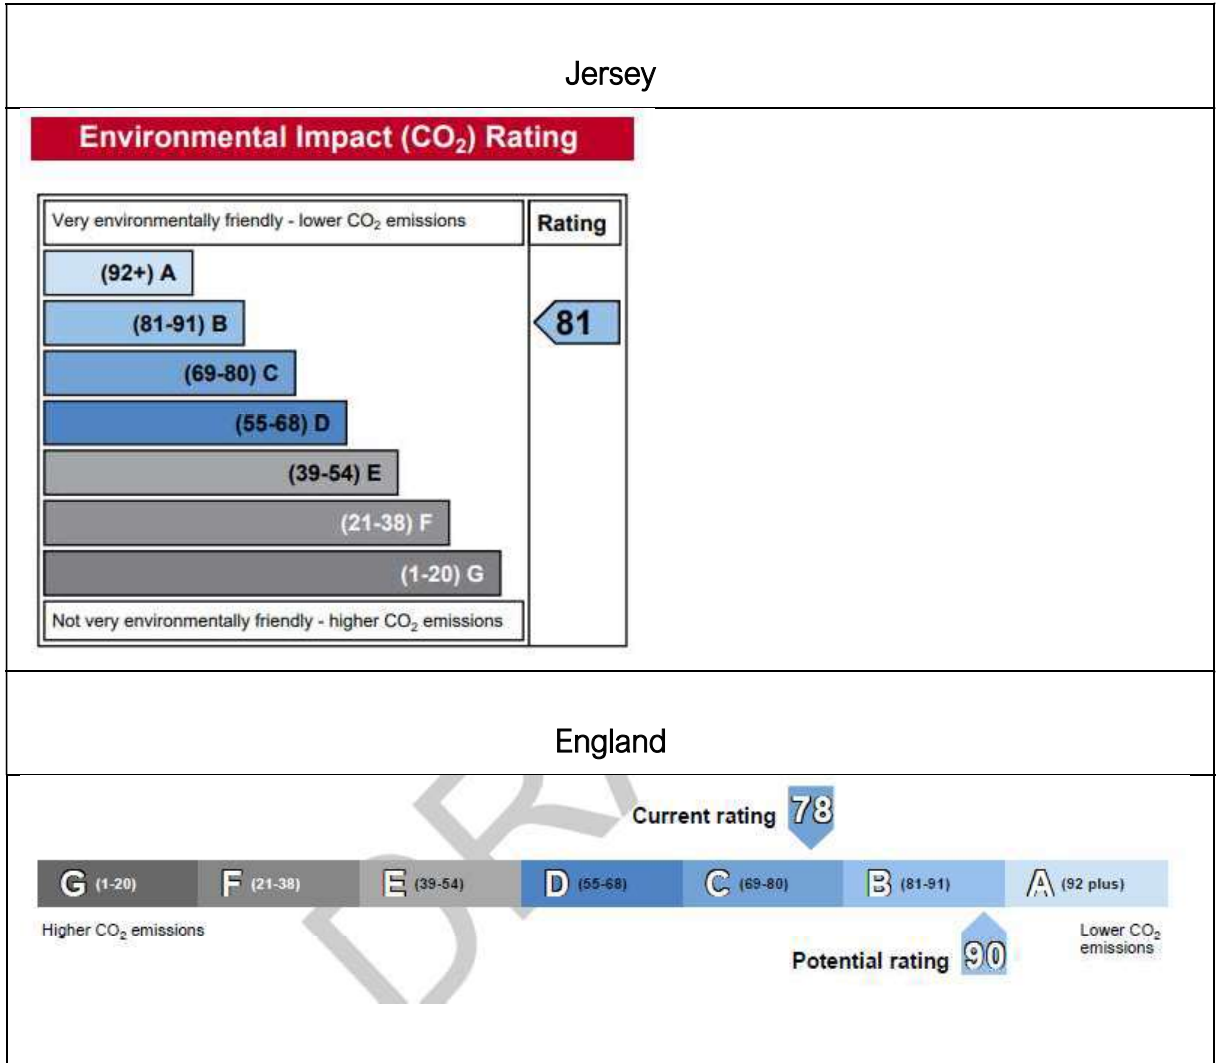 Jersey
Environmental Impact (CO₂) Rating
Very environmentally friendly - lower CO₂ emissions
Rating
(92+) A
(81-91) B
81
(69-80) C
(55-68) D
(39-54) E
(21-38) F
(1-20) G
Not very environmentally friendly - higher CO₂ emissions
England
Current rating 78
G (1-20) F (21-38) E (39-54) D (55-68) C (69-80) B (81-91) A (92 plus)
Higher CO₂ emissions
Lower CO₂
emissions
Potential rating 90